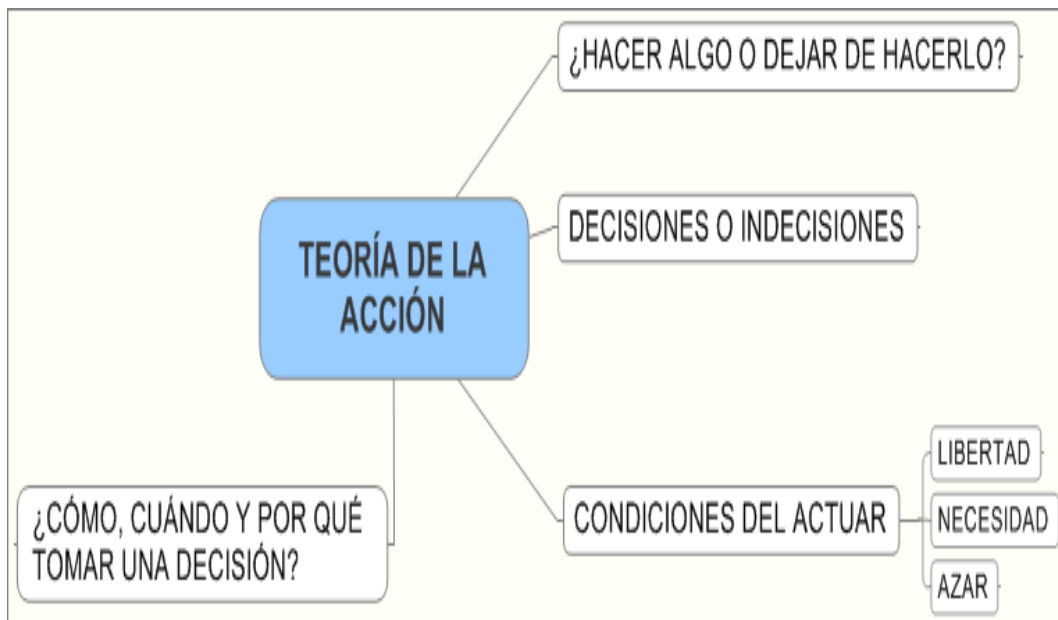 ¿HACER ALGO O DEJAR DE HACERLO?
DECISIONES O INDECISIONES
TEORÍA DE LA
ACCIÓN
LIBERTAD
¿CÓMO, CUÁNDO Y POR QUÉ
TOMAR UNA DECISIÓN?
CONDICIONES DEL ACTUAR
NECESIDAD
AZAR